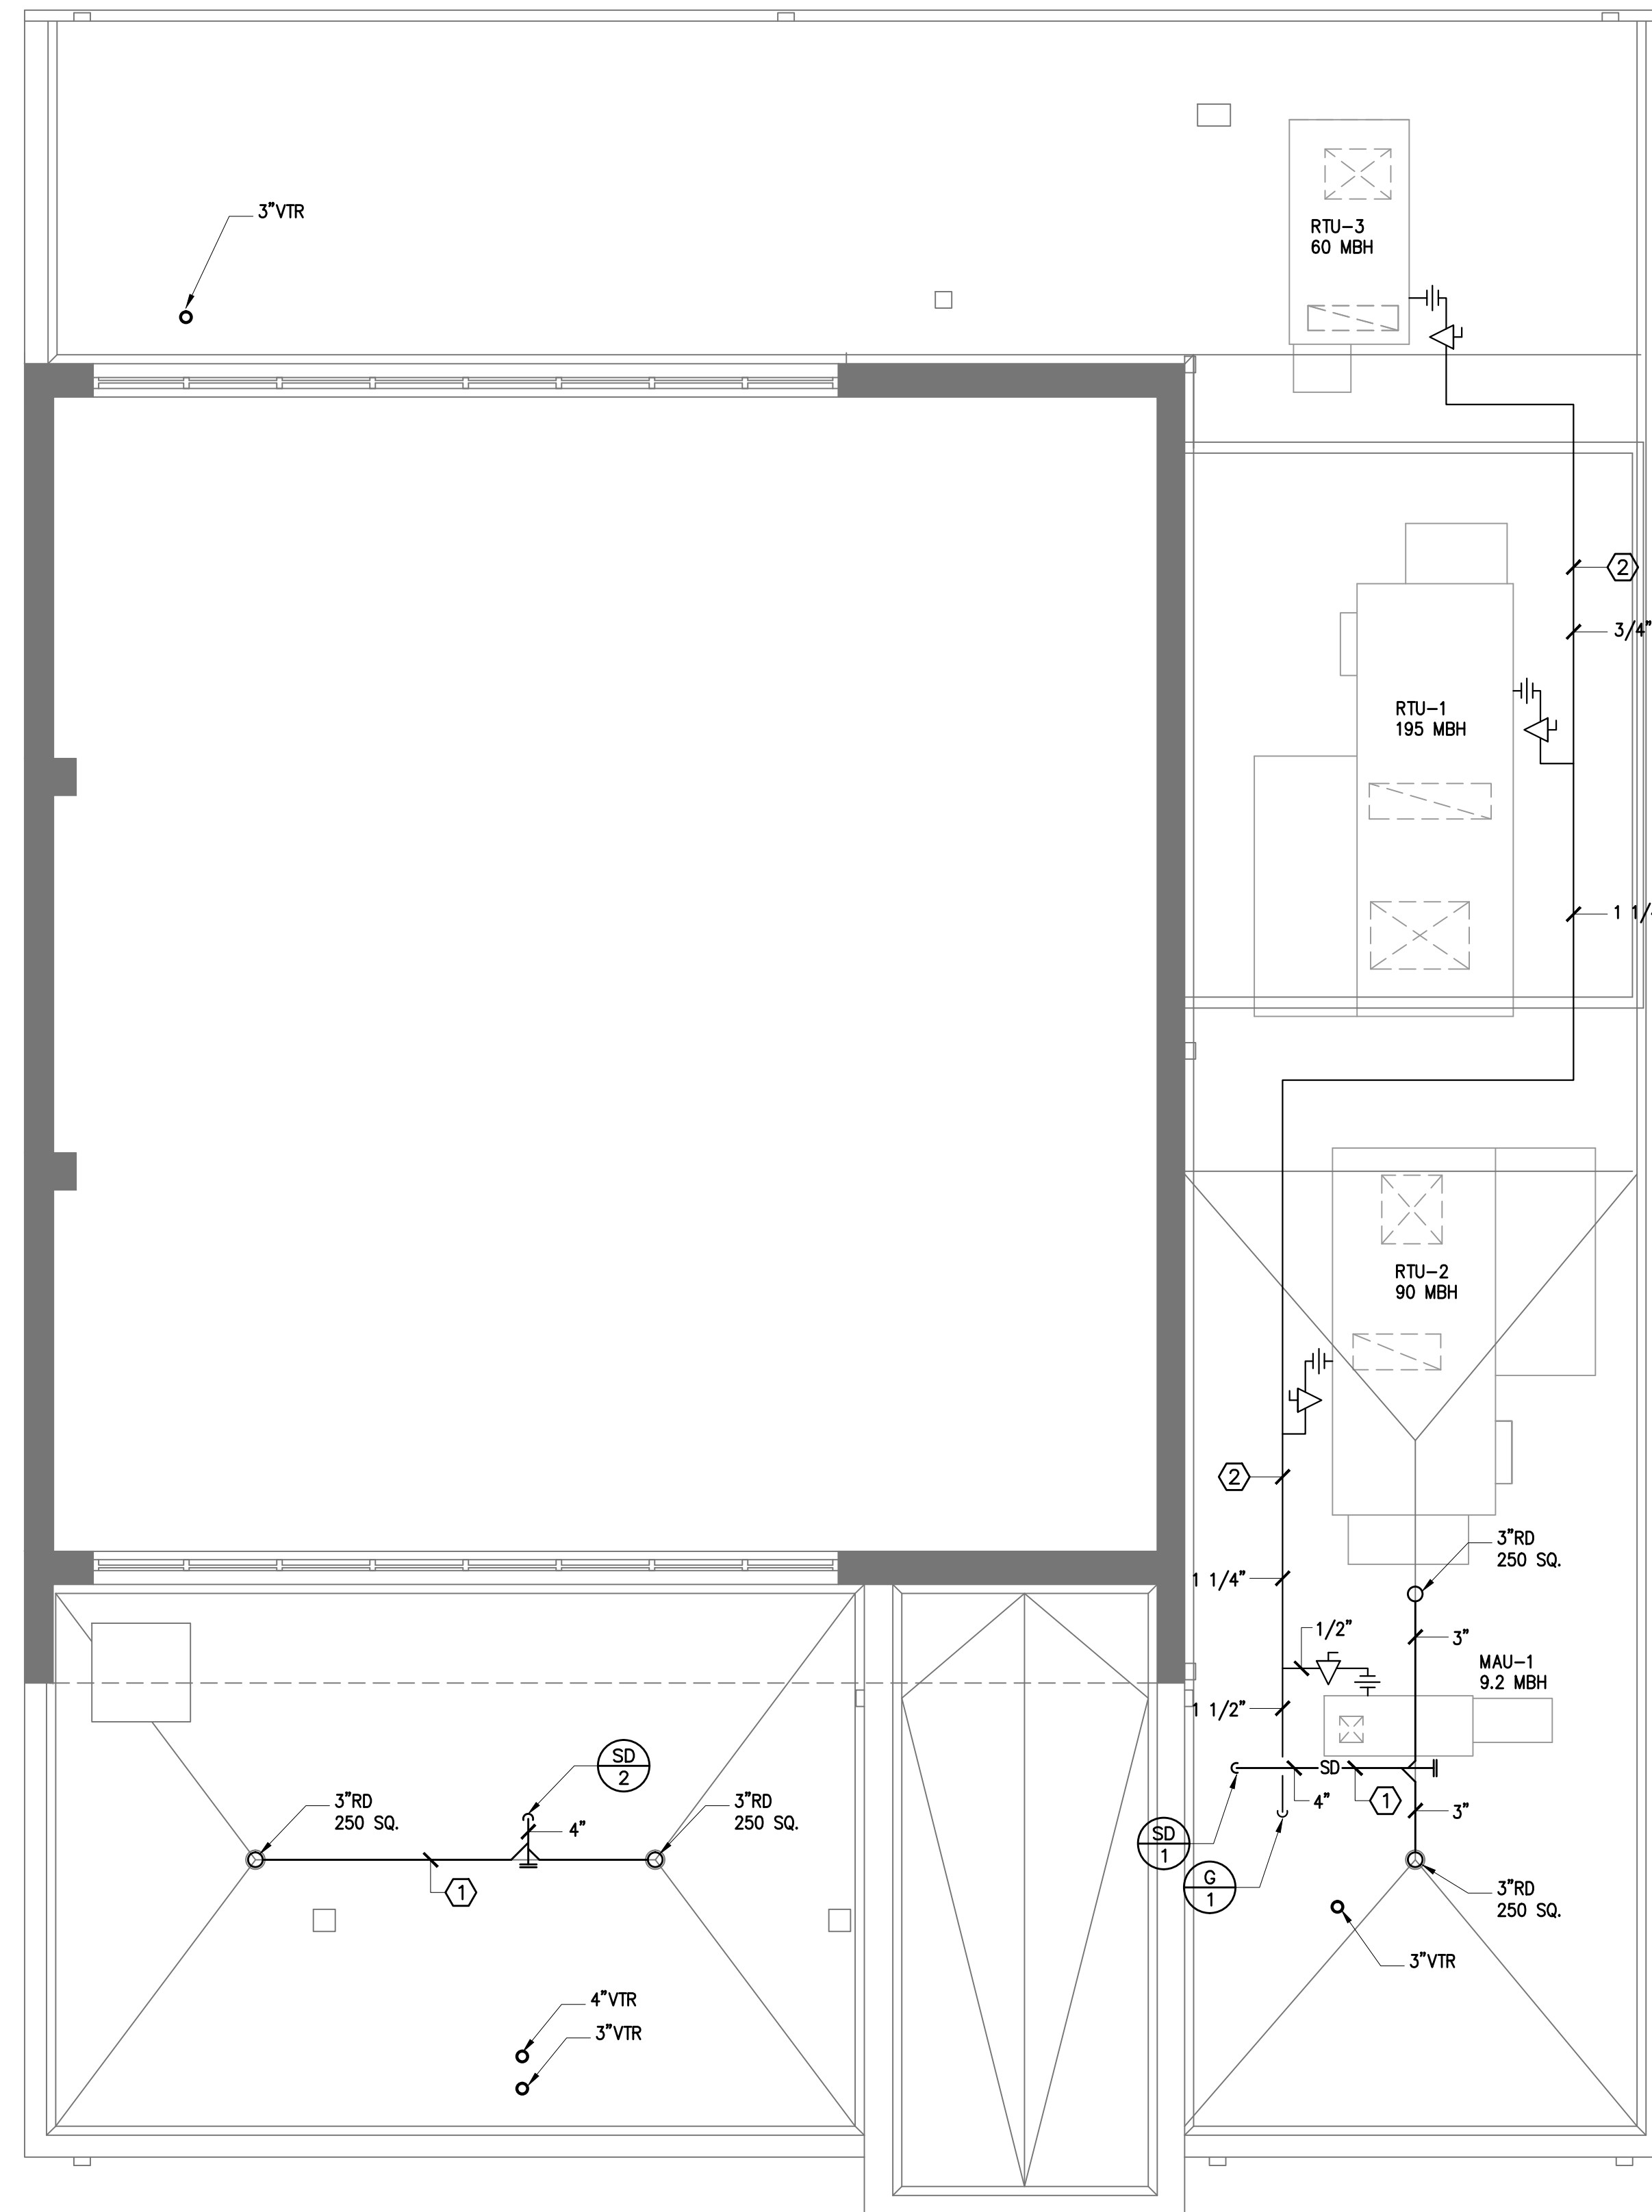 3"VTR
RTU-3
60 MBH
2
3/4"
RTU-1
195 MBH
1 1/4
RTU-2
90 MBH
2
3"RD
250 SQ.
1 1/4"
1/2"
3"
MAU-1
9.2 MBH
1 1/2"
SD
2
SD
3"RD
250 SQ.
3"RD
250 SQ.
4"
4"
1
3"
SD
1
G
1
1
3"RD
250 SQ.
3"VTR
4"VTR
3"VTR